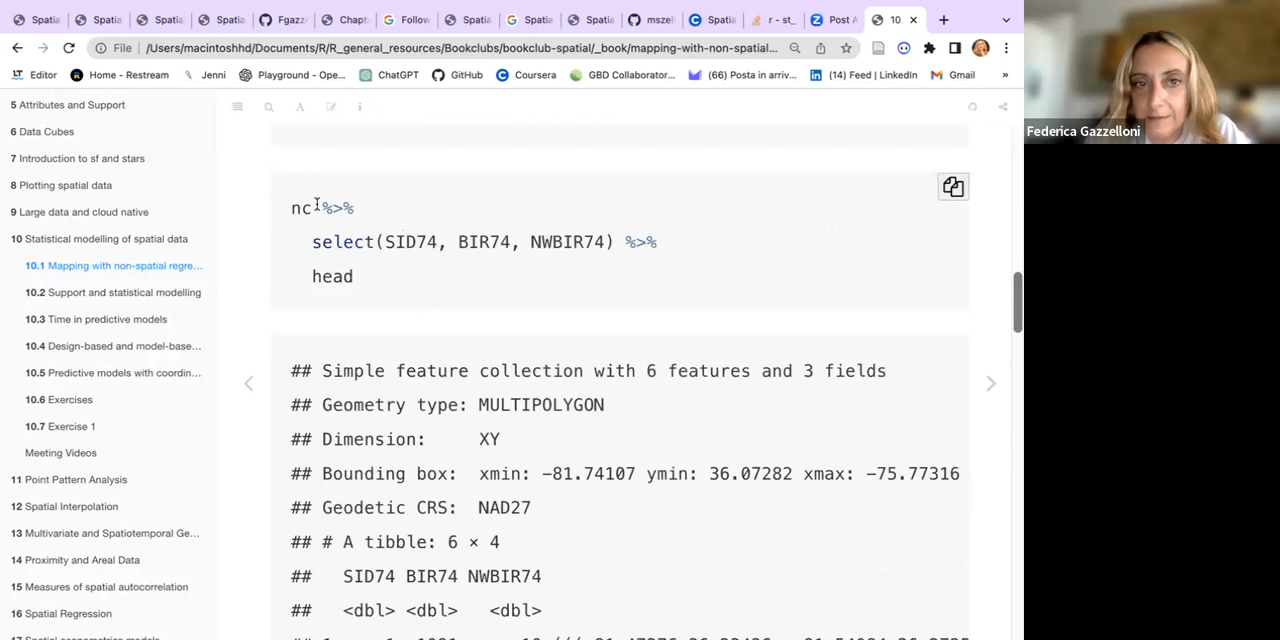 Spatia
Spatia
Spatia
Spatia
Fgazz
Chapt
Follow
Spatia
Spatia
Spatia
msze
Spatia
r - st_
Post A
10.
File
/Users/macintoshhd/Documents/R/R_general_resources/Bookclubs/bookclub-spatial/_book/mapping-with-non-spatial...
Editor
Home - Restream
Jenni
Playground - Ope...
ChatGPT
GitHub
Coursera
GBD Collaborator...
(66) Posta in arriv...
(14) Feed | LinkedIn
Gmail
»
5 Attributes and Support
6 Data Cubes
7 Introduction to sf and stars
8 Plotting spatial data
9 Large data and cloud native
10 Statistical modelling of spatial data
10.1 Mapping with non-spatial regre...
10.2 Support and statistical modelling
10.3 Time in predictive models
10.4 Design-based and model-base...
10.5 Predictive models with coordin...
10.6 Exercises
10.7 Exercise 1
Meeting Videos
11 Point Pattern Analysis
12 Spatial Interpolation
13 Multivariate and Spatiotemporal Ge...
14 Proximity and Areal Data
15 Measures of spatial autocorrelation
16 Spatial Regression
17 Spatial econometrics models
nc %>%
select(SID74, BIR74, NWBIR74) %>%
head
## Simple feature collection with 6 features and 3 fields
## Geometry type: MULTIPOLYGON
## Dimension: XY
## Bounding box: xmin: -81.74107 ymin: 36.07282 xmax: -75.77316
## Geodetic CRS: NAD27
## # A tibble: 6 × 4
## SID74 BIR74 NWBIR74
## <dbl> <dbl> <dbl>
Federica Gazzelloni